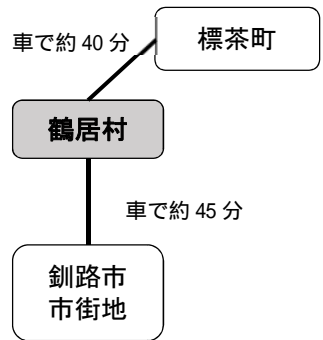 車で約 40 分
標茶町
鶴居村
車で約 45 分
釧路市
市街地